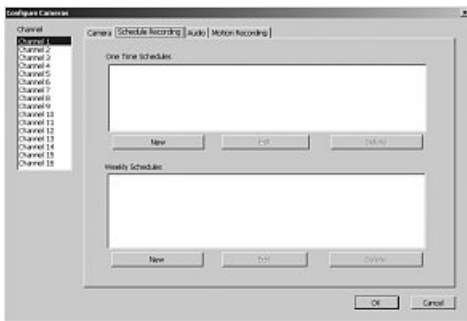 Configure Cameras
Channel
Channel 1
Channel 2
Channel 3
Channel 4
Channel 5
Channel 6
Channel 7
Channel 8
Channel 9
Channel 10
Channel 11
Channel 12
Channel 13
Channel 14
Channel 15
Channel 16
Camera Schedule Recording Audio Motion Recording
One Time Schedules
New Edit Delete
Weekly Schedules
New Edit Delete
OK Cancel